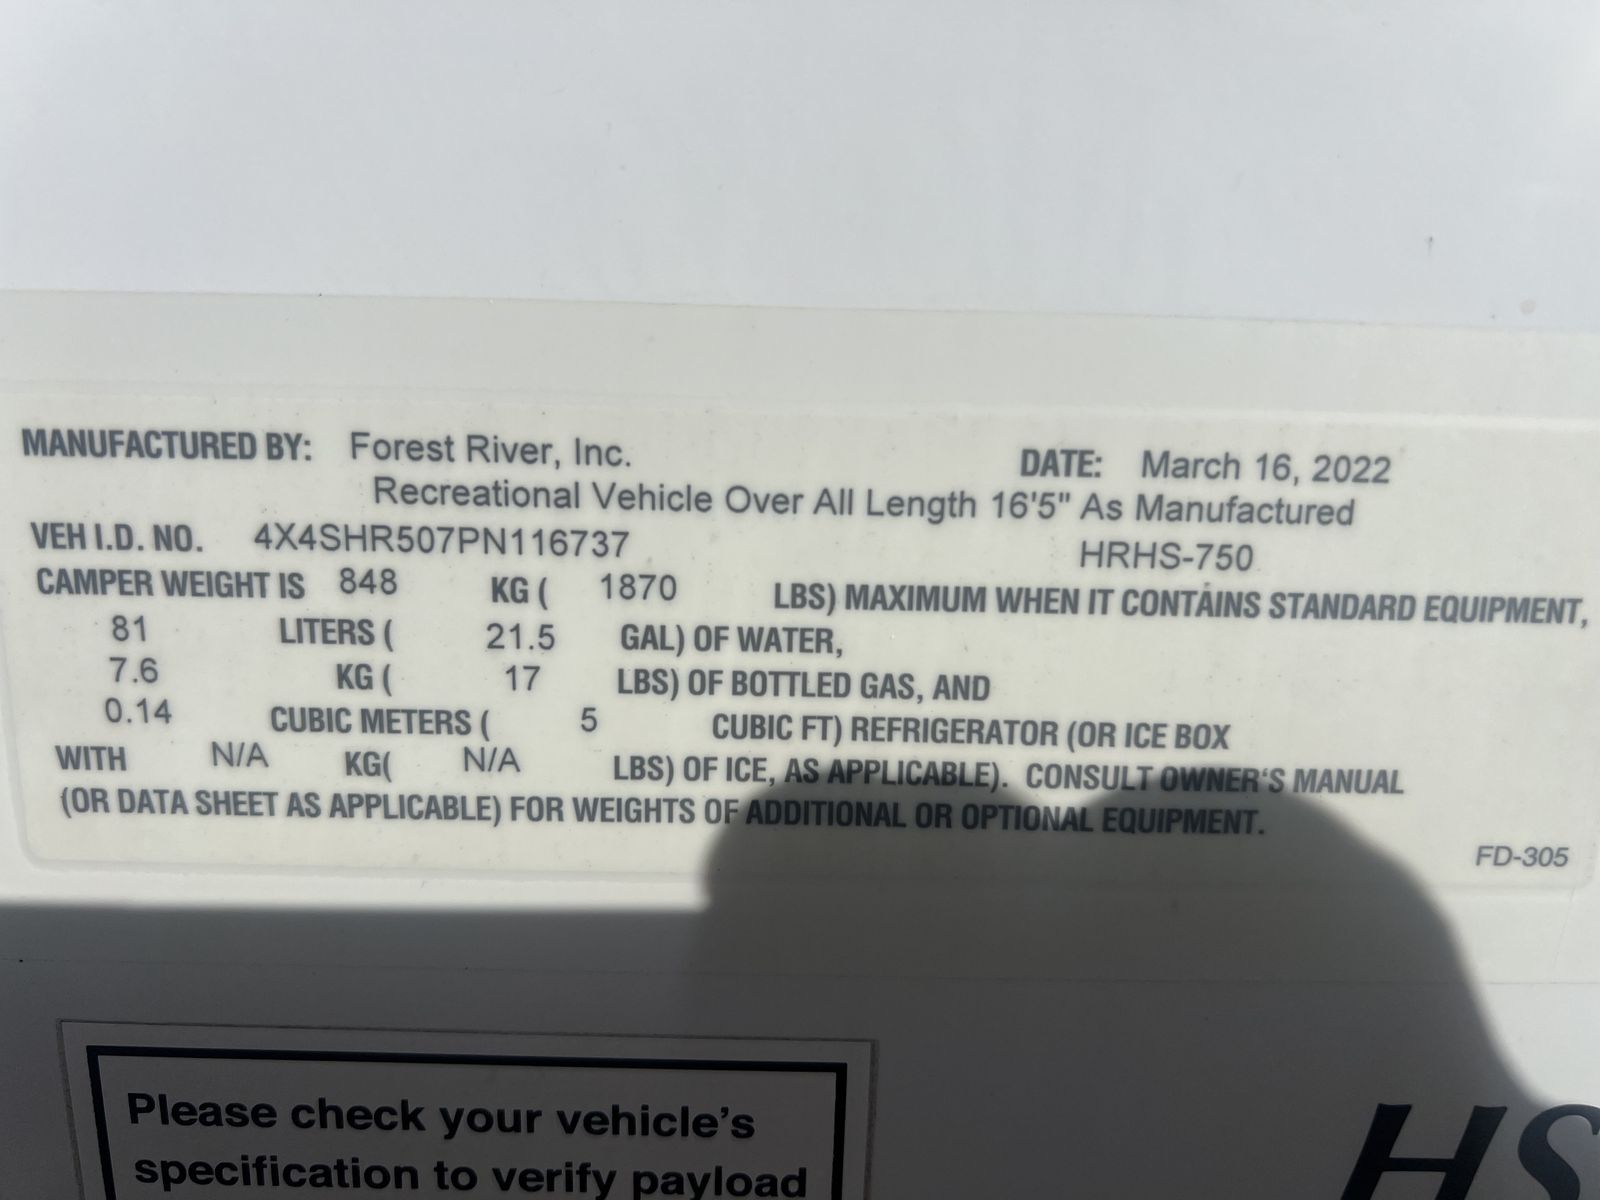 MANUFACTURED BY: Forest River, Inc. DATE: March 16, 2022
Recreational Vehicle Over All Length 16'5" As Manufactured
VEH I.D. NO. 4X4SHR507PN116737 HRHS-750
CAMPER WEIGHT IS 848 KG ( 1870 LBS) MAXIMUM WHEN IT CONTAINS STANDARD EQUIPMENT,
81 LITERS ( 21.5 GAL) OF WATER,
7.6 KG ( 17 LBS) OF BOTTLED GAS, AND
0.14 CUBIC METERS ( 5 CUBIC FT) REFRIGERATOR (OR ICE BOX
WITH N/A KG( N/A LBS) OF ICE, AS APPLICABLE). CONSULT OWNER'S MANUAL
(OR DATA SHEET AS APPLICABLE) FOR WEIGHTS OF ADDITIONAL OR OPTIONAL EQUIPMENT.
FD-305
Please check your vehicle's
specification to verify payload
HS